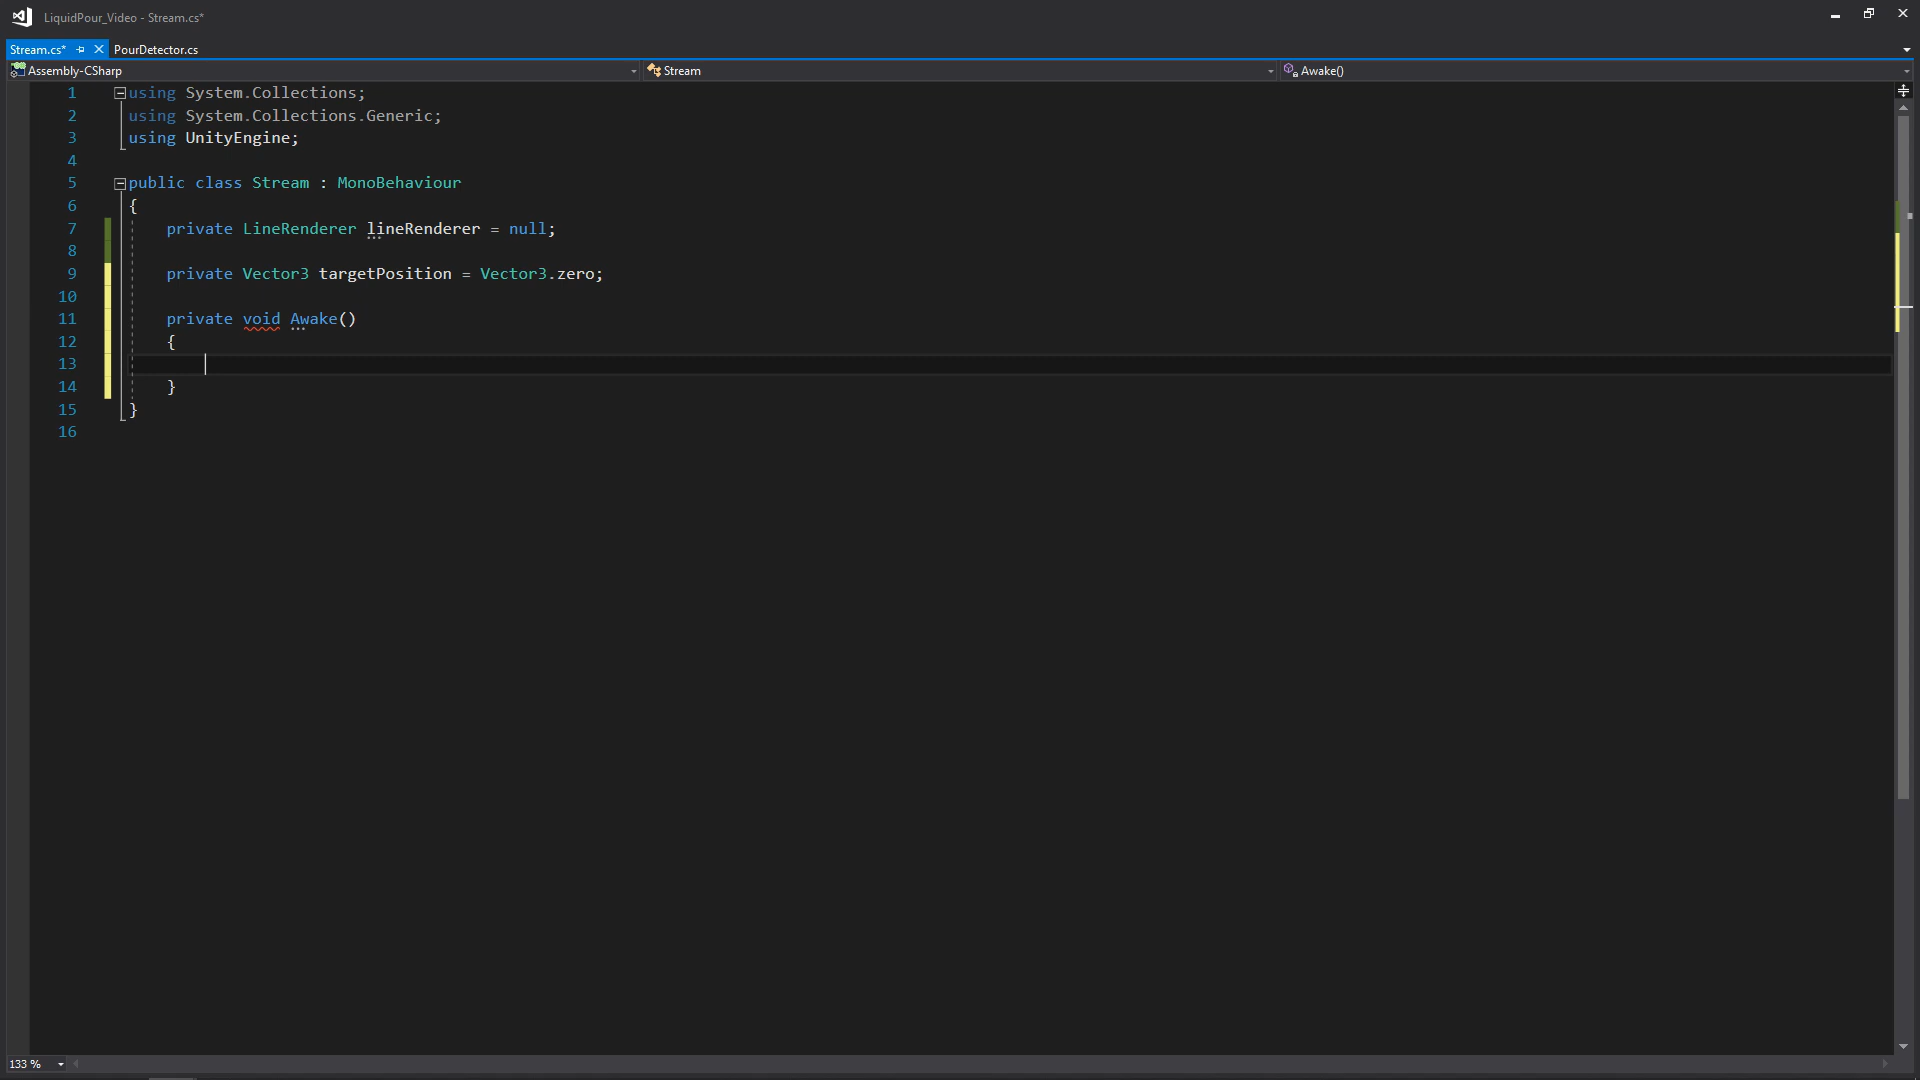 LiquidPour_Video - Stream.cs*
Stream.cs* PourDetector.cs
Assembly-CSharp Stream Awake()
1 using System.Collections;
2 using System.Collections.Generic;
3 using UnityEngine;
4
5 public class Stream : MonoBehaviour
6 {
7 private LineRenderer lineRenderer = null;
8
9 private Vector3 targetPosition = Vector3.zero;
10
11 private void Awake()
12 {
13
14 }
15 }
16
133 %